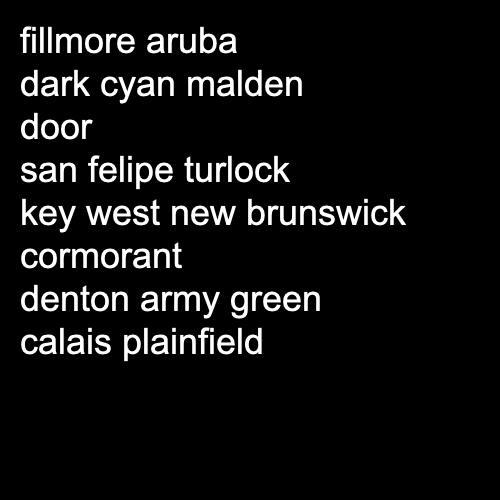 fillmore aruba
dark cyan malden
door
san felipe turlock
key west new brunswick
cormorant
denton army green
calais plainfield